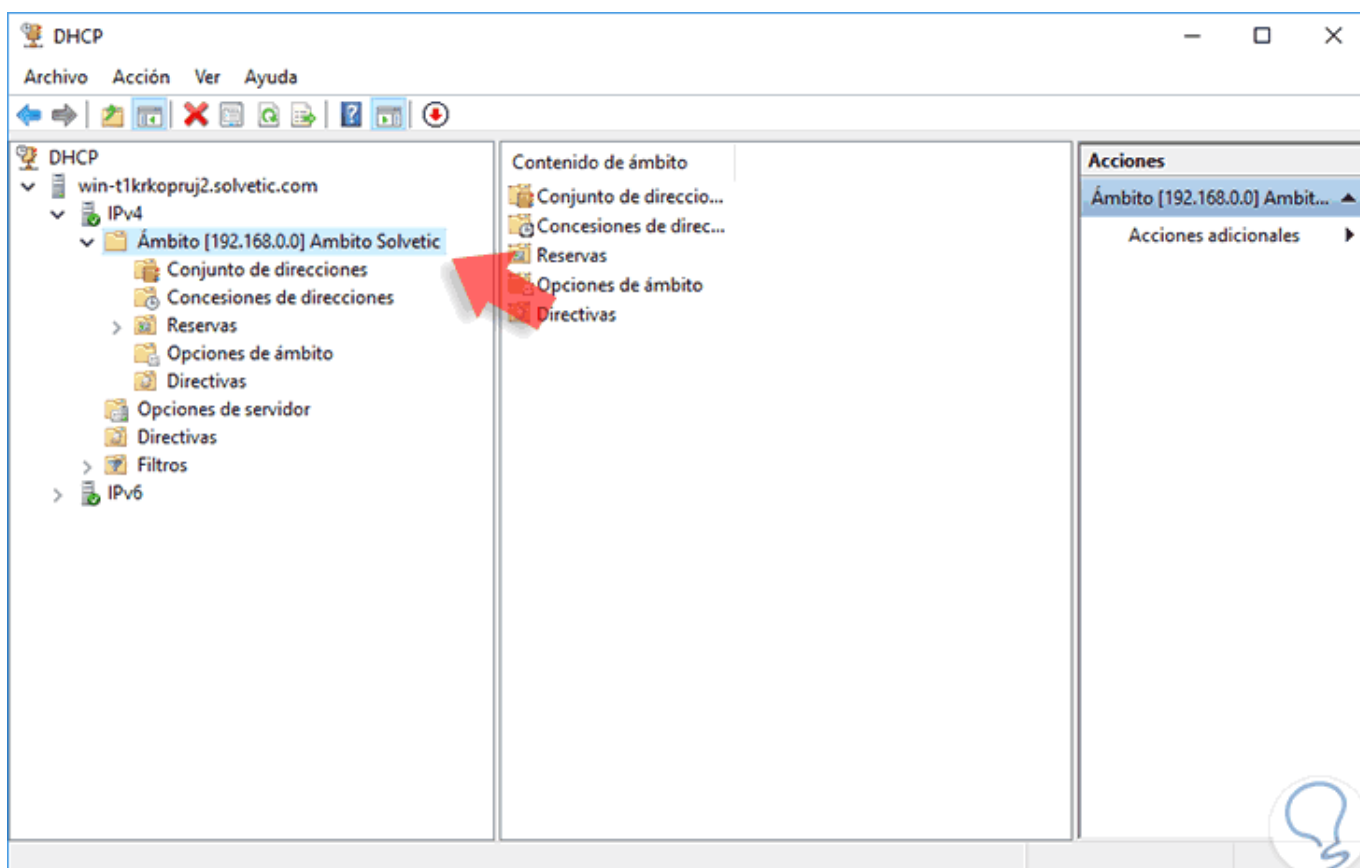 DHCP
Archivo Acción Ver Ayuda
DHCP
win-t1krkopruj2.solvetic.com
IPv4
Ámbito [192.168.0.0] Ambito Solvetic
Conjunto de direcciones
Concesiones de direcciones
Reservas
Opciones de ámbito
Directivas
Opciones de servidor
Directivas
Filtros
IPv6
Contenido de ámbito
Conjunto de direccio...
Concesiones de direc...
Reservas
Opciones de ámbito
Directivas
Acciones
Ámbito [192.168.0.0] Ambit...
Acciones adicionales